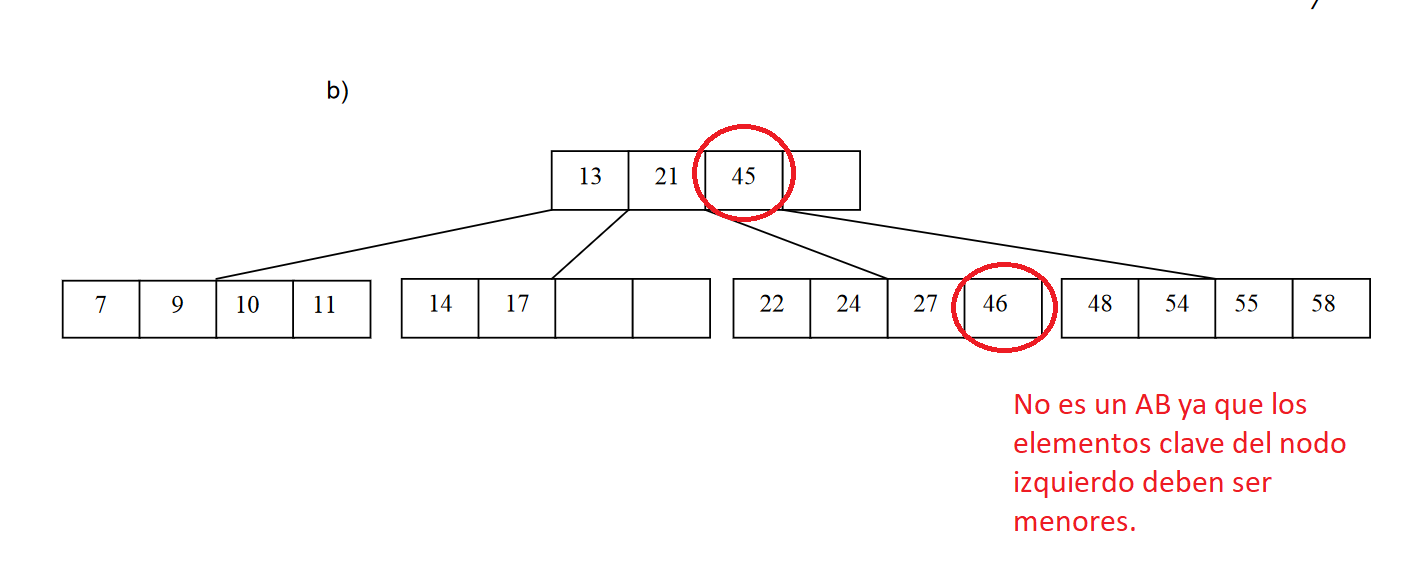 b)
13 21 45
7 9 10 11 14 17 22 24 27 46 48 54 55 58
No es un AB ya que los
elementos clave del nodo
izquierdo deben ser
menores.